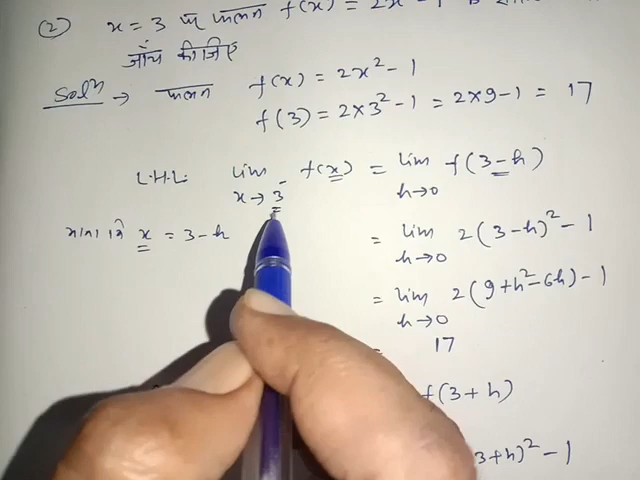 (2) x = 3 पर फलन f(x) = 2x² - 1
जाँच कीजिए
Solⁿ → फलन f(x) = 2x² - 1
f(3) = 2×3² - 1 = 2×9 - 1 = 17
L.H.L. lim x→3⁻ f(x) = lim h→0 f(3-h)
माना कि x = 3-h = lim h→0 2(3-h)² - 1
= lim h→0 2(9+h²-6h) - 1
= 17
f(3+h)
3+h)² - 1